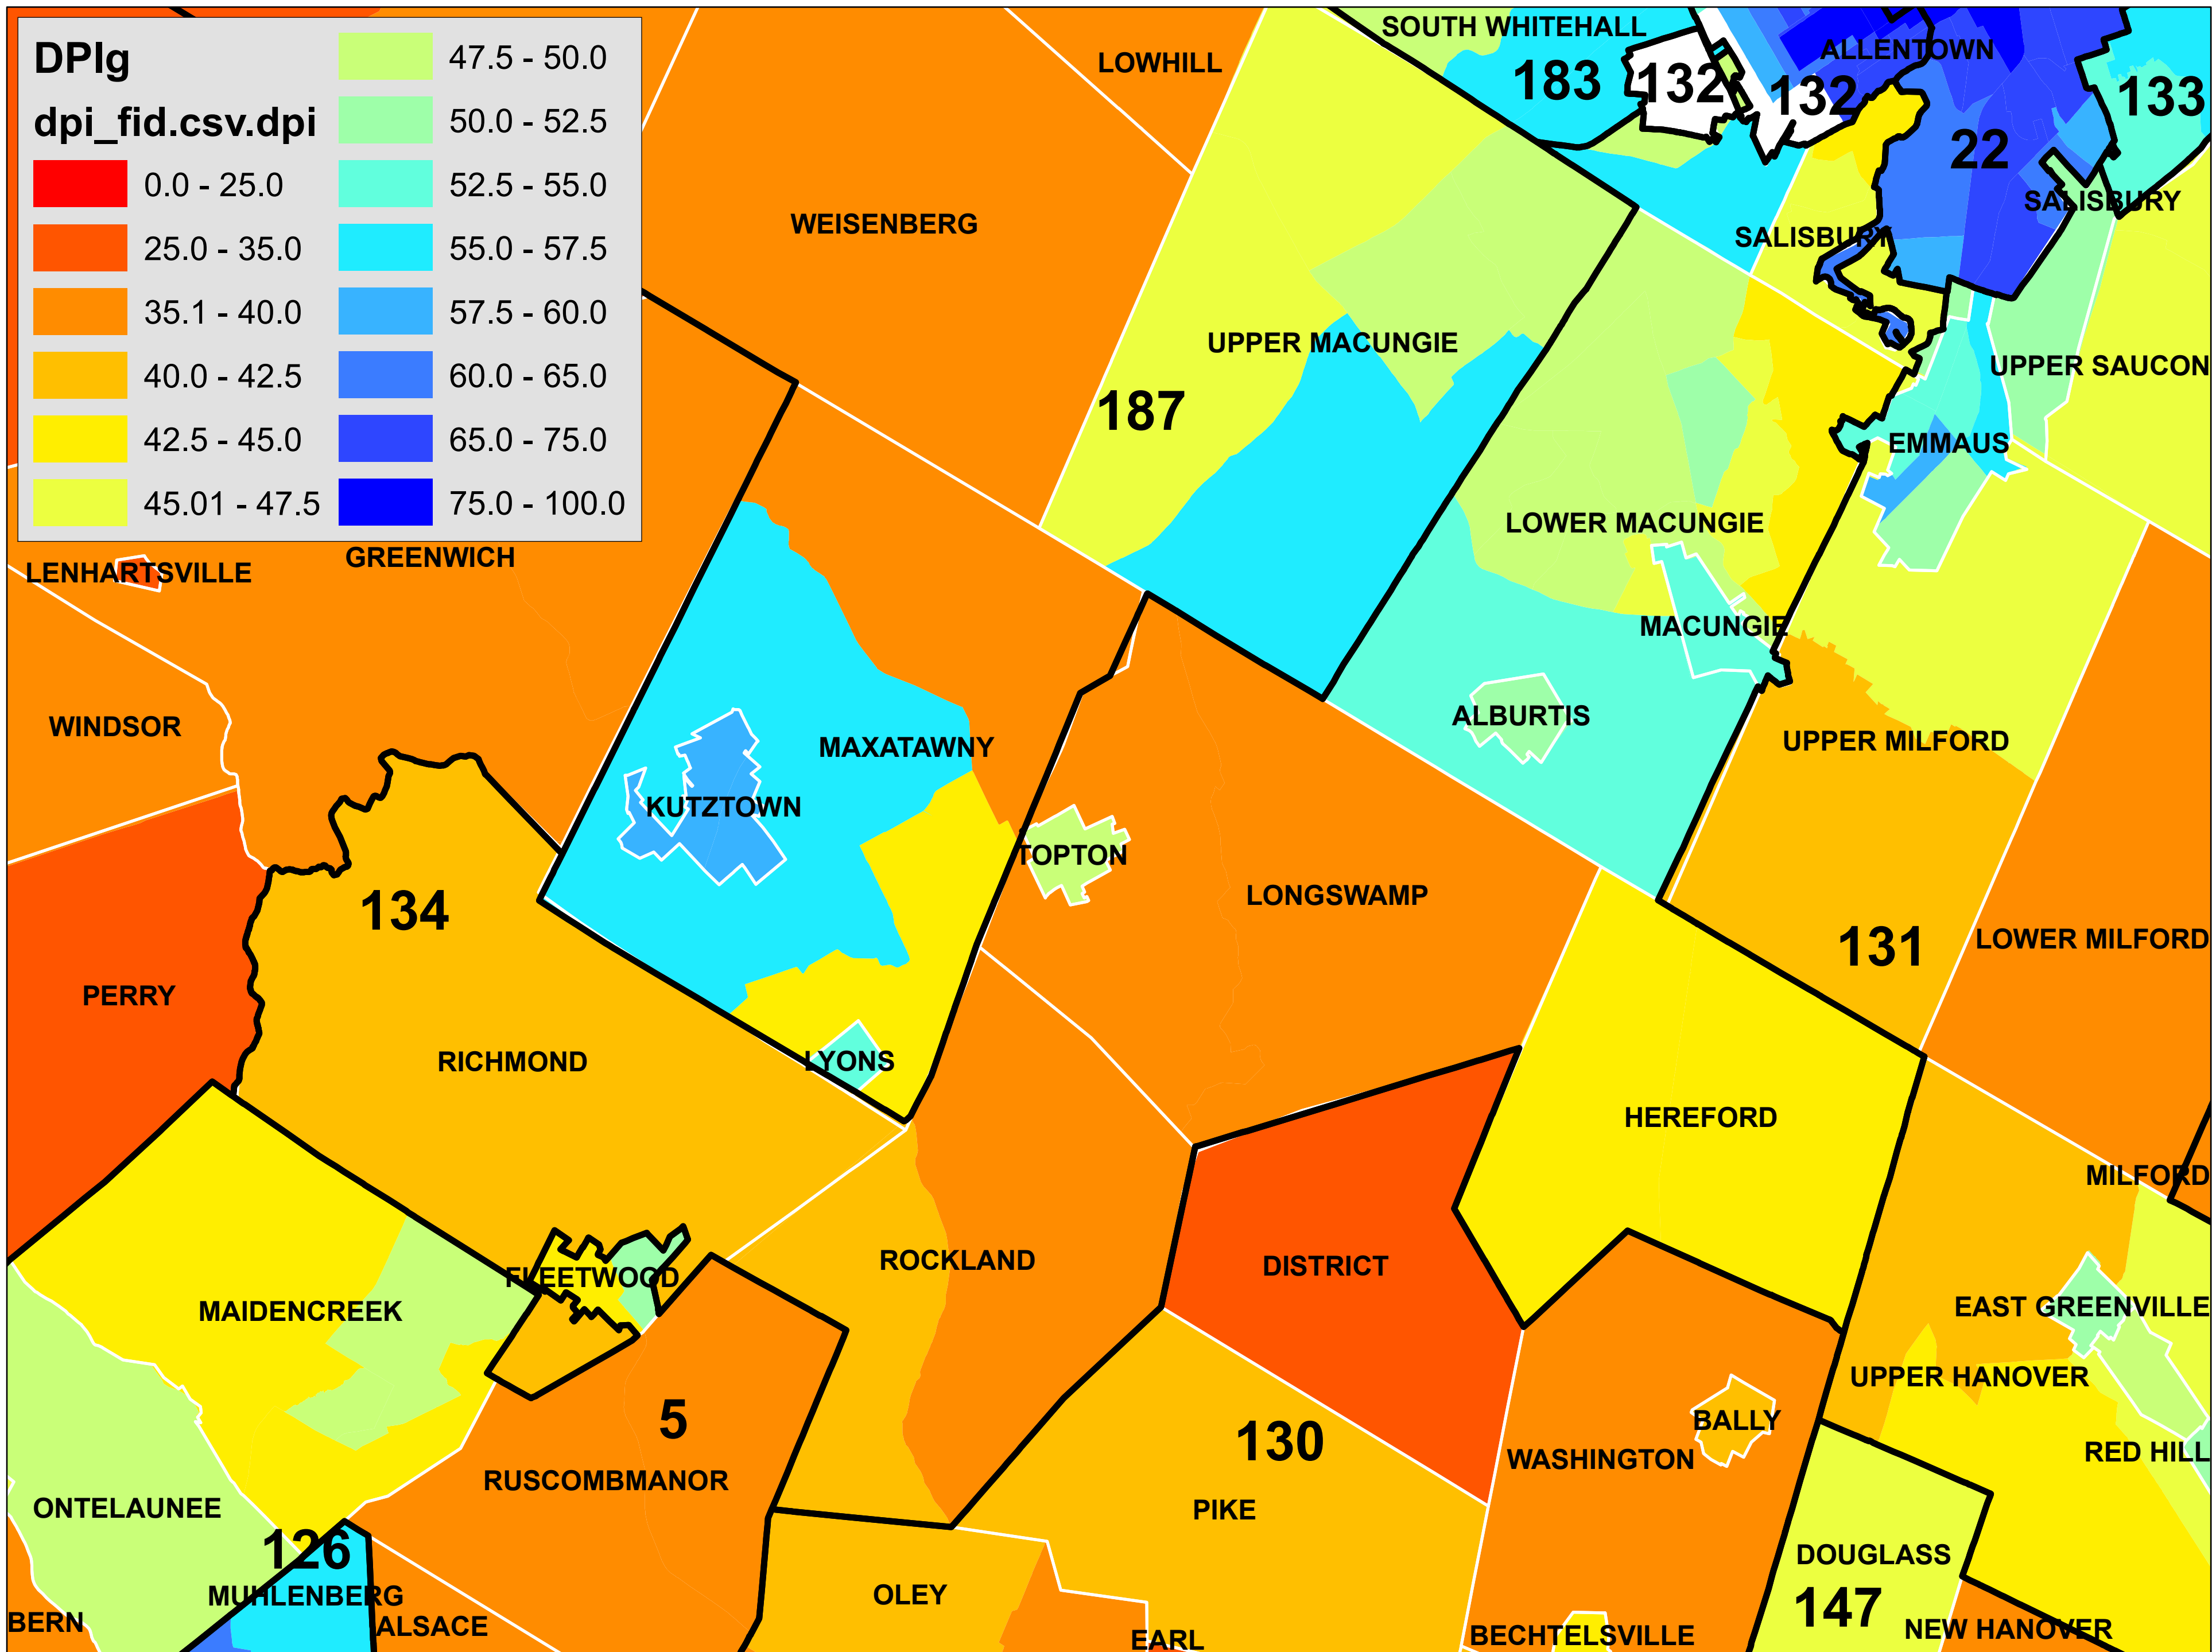 DPIg
dpi_fid.csv.dpi
0.0 - 25.0
25.0 - 35.0
35.1 - 40.0
40.0 - 42.5
42.5 - 45.0
45.01 - 47.5
47.5 - 50.0
50.0 - 52.5
52.5 - 55.0
55.0 - 57.5
57.5 - 60.0
60.0 - 65.0
65.0 - 75.0
75.0 - 100.0
SOUTH WHITEHALL
ALLENTOWN
LOWHILL
183
132
132
133
22
SALISBURY
WEISENBERG
SALISBURY
UPPER MACUNGIE
UPPER SAUCON
187
EMMAUS
LOWER MACUNGIE
GREENWICH
LENHARTSVILLE
MACUNGIE
ALBURTIS
WINDSOR
UPPER MILFORD
MAXATAWNY
KUTZTOWN
TOPTON
LONGSWAMP
134
131
LOWER MILFORD
PERRY
RICHMOND
LYONS
HEREFORD
MILFORD
ROCKLAND
DISTRICT
FLEETWOOD
MAIDENCREEK
EAST GREENVILLE
UPPER HANOVER
5
130
BALLY
WASHINGTON
RED HILL
RUSCOMBMANOR
ONTELAUNEE
PIKE
126
DOUGLASS
MUHLENBERG
OLEY
147
BERN
ALSACE
EARL
BECHTELSVILLE
NEW HANOVER